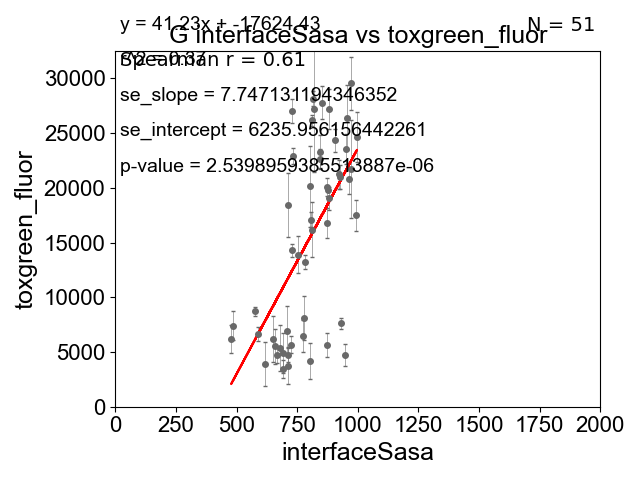 y = 41.23x + -17624.43
N = 51
G interfaceSasa vs toxgreen_fluor
Spearman r = 0.61
se_slope = 7.747131194346352
se_intercept = 6235.956156442261
p-value = 2.5398959385513887e-06
toxgreen_fluor
30000
25000
20000
15000
10000
5000
0
0 250 500 750 1000 1250 1500 1750 2000
interfaceSasa